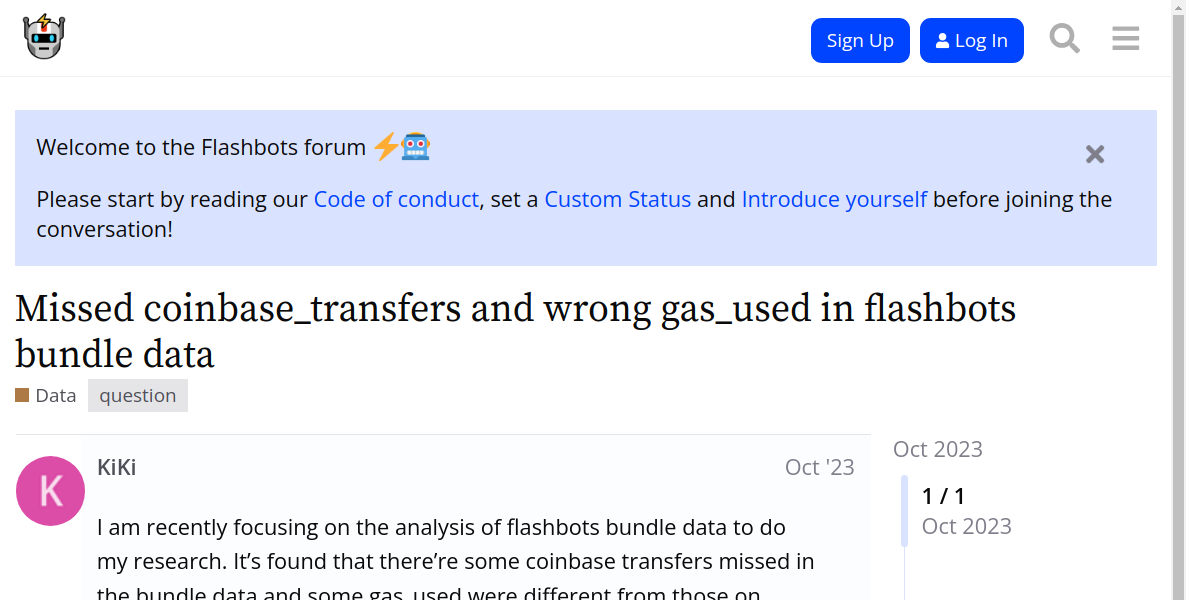 Sign Up
Log In
Welcome to the Flashbots forum
Please start by reading our Code of conduct, set a Custom Status and Introduce yourself before joining the
conversation!
Missed coinbase_transfers and wrong gas_used in flashbots
bundle data
Data
question
K
KiKi
Oct '23
I am recently focusing on the analysis of flashbots bundle data to do
my research. It’s found that there’re some coinbase transfers missed in
the bundle data and some gas_used were different from those on
Oct 2023
1 / 1
Oct 2023